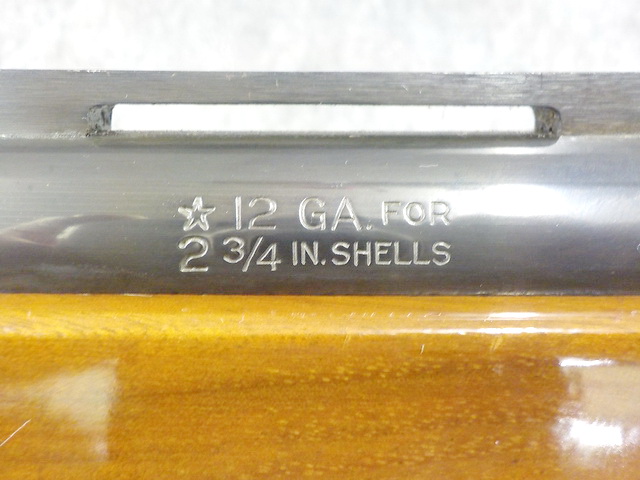 ☆ 12 GA. FOR
2 3/4 IN. SHELLS